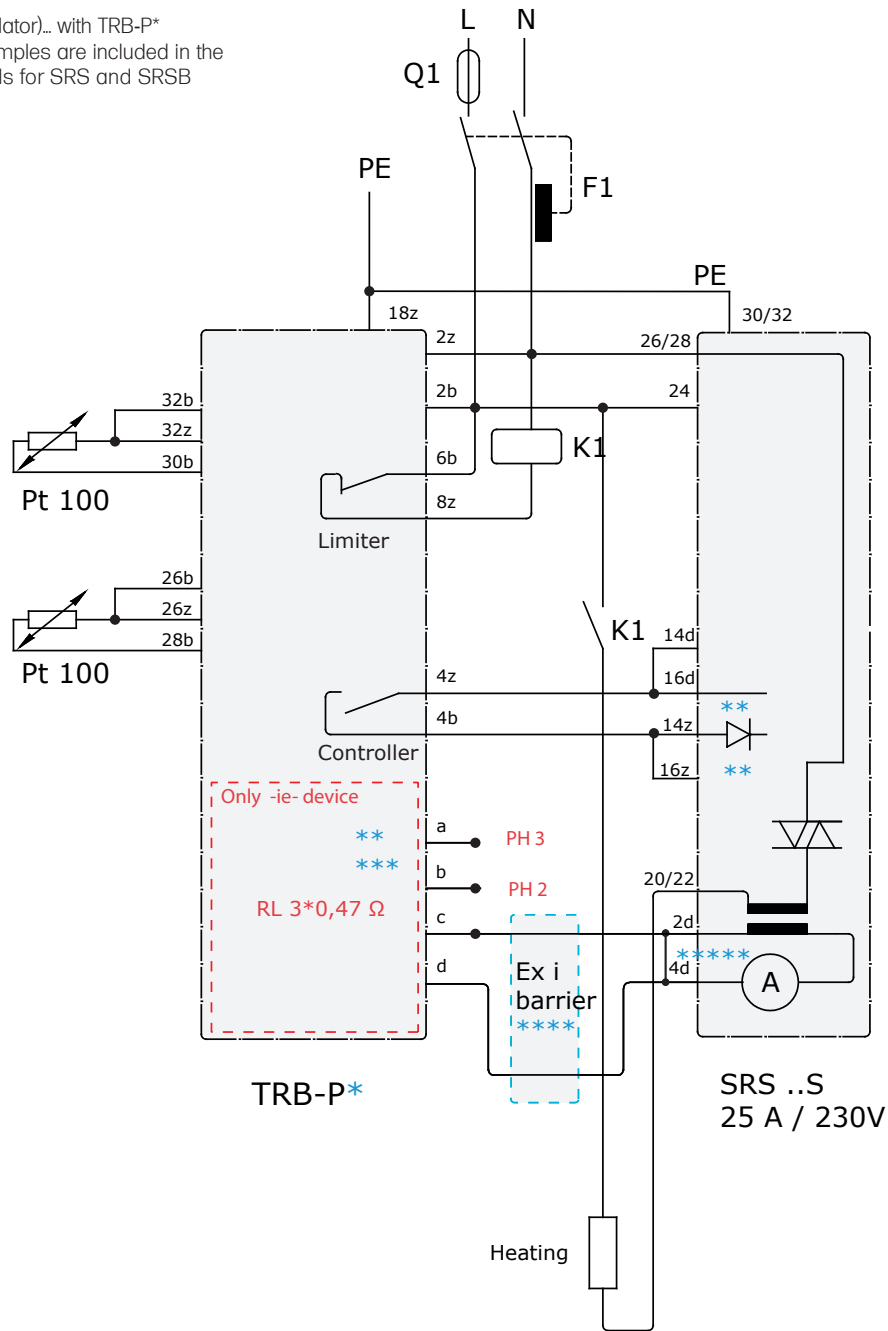 lator)... with TRB-P*
mples are included in the
ls for SRS and SRSB
L N
Q1
PE
F1
PE
18z
30/32
2z
26/28
2b
24
32b
32z
30b
Pt 100
6b
K1
8z
Limiter
26b
26z
28b
Pt 100
K1
14d
4z
16d
**
4b
14z
Controller
**
16z
Only -ie- device
**
a
PH 3
***
b
PH 2
20/22
RL 3*0,47 Ω
c
2d
*****
d
Ex i
barrier
****
4d
A
TRB-P*
SRS ..S
25 A / 230V
Heating